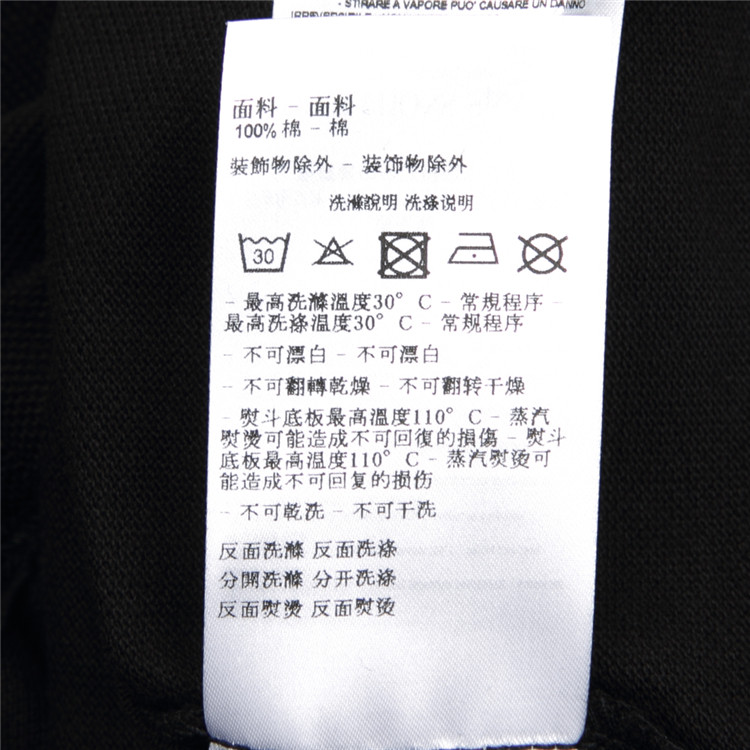 - STIRARE A VAPORE PUO' CAUSARE UN DANNO
面料 - 面料
100% 棉 - 棉
裝飾物除外 - 装饰物除外
洗滌說明 洗涤说明
30
- 最高洗滌溫度30° C - 常規程序 -
最高洗涤温度30° C - 常规程序
- 不可漂白 - 不可漂白
- 不可翻轉乾燥 - 不可翻转干燥
- 熨斗底板最高溫度110° C - 蒸汽
熨燙可能造成不可回復的損傷 - 熨斗
底板最高温度110° C - 蒸汽熨烫可
能造成不可回复的损伤
- 不可乾洗 - 不可干洗
反面洗滌 反面洗涤
分開洗滌 分开洗涤
反面熨燙 反面熨烫